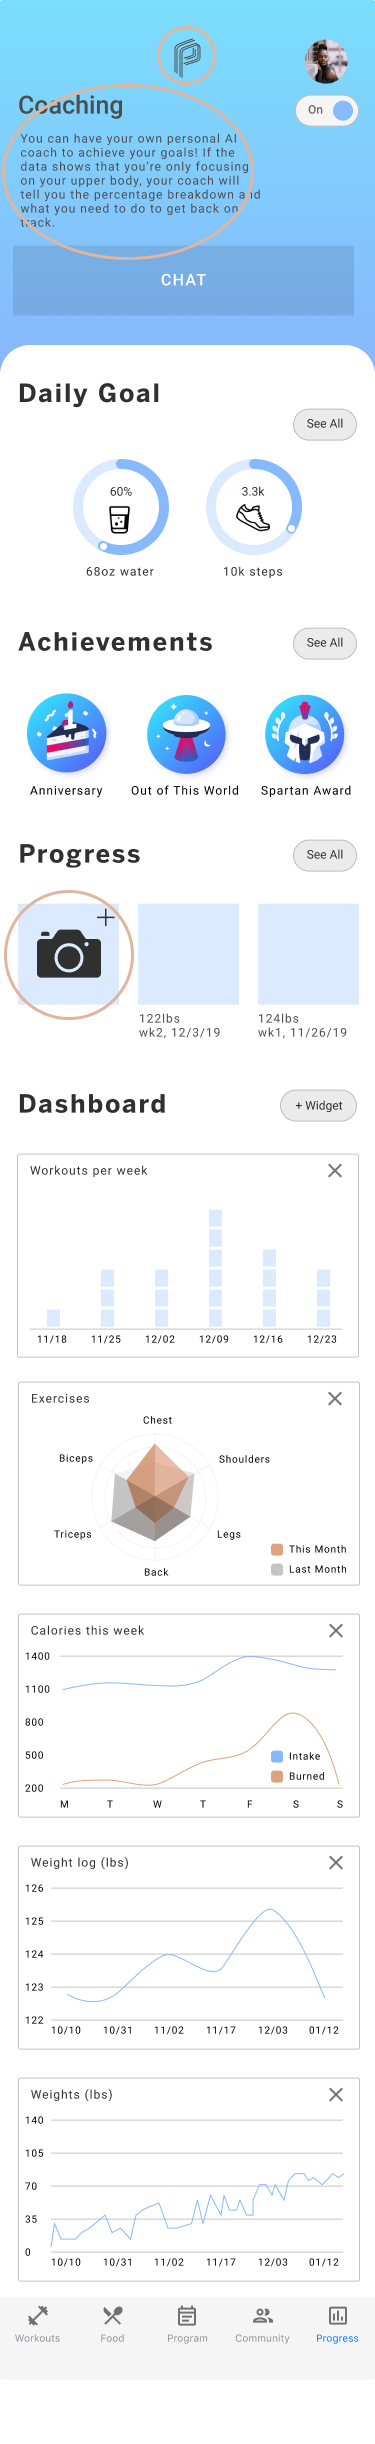 Coaching
On
You can have your own personal AI
coach to achieve your goals! If the
data shows that you're only focusing
on your upper body, your coach will
tell you the percentage breakdown and
what you need to do to get back on
track.
CHAT
Daily Goal
See All
60%
3.3k
68oz water
10k steps
Achievements
See All
1
Anniversary
Out of This World
Spartan Award
Progress
See All
122lbs
wk2, 12/3/19
124lbs
wk1, 11/26/19
Dashboard
+ Widget
Workouts per week
11/18 11/25 12/02 12/09 12/16 12/23
Exercises
Chest
Biceps
Shoulders
Triceps
Legs
Back
This Month
Last Month
Calories this week
1400
1100
800
500
200
Intake
Burned
M T W T F S S
Weight log (lbs)
126
125
124
123
122
10/10 10/31 11/02 11/17 12/03 01/12
Weights (lbs)
140
105
70
35
0
10/10 10/31 11/02 11/17 12/03 01/12
Workouts Food Program Community Progress